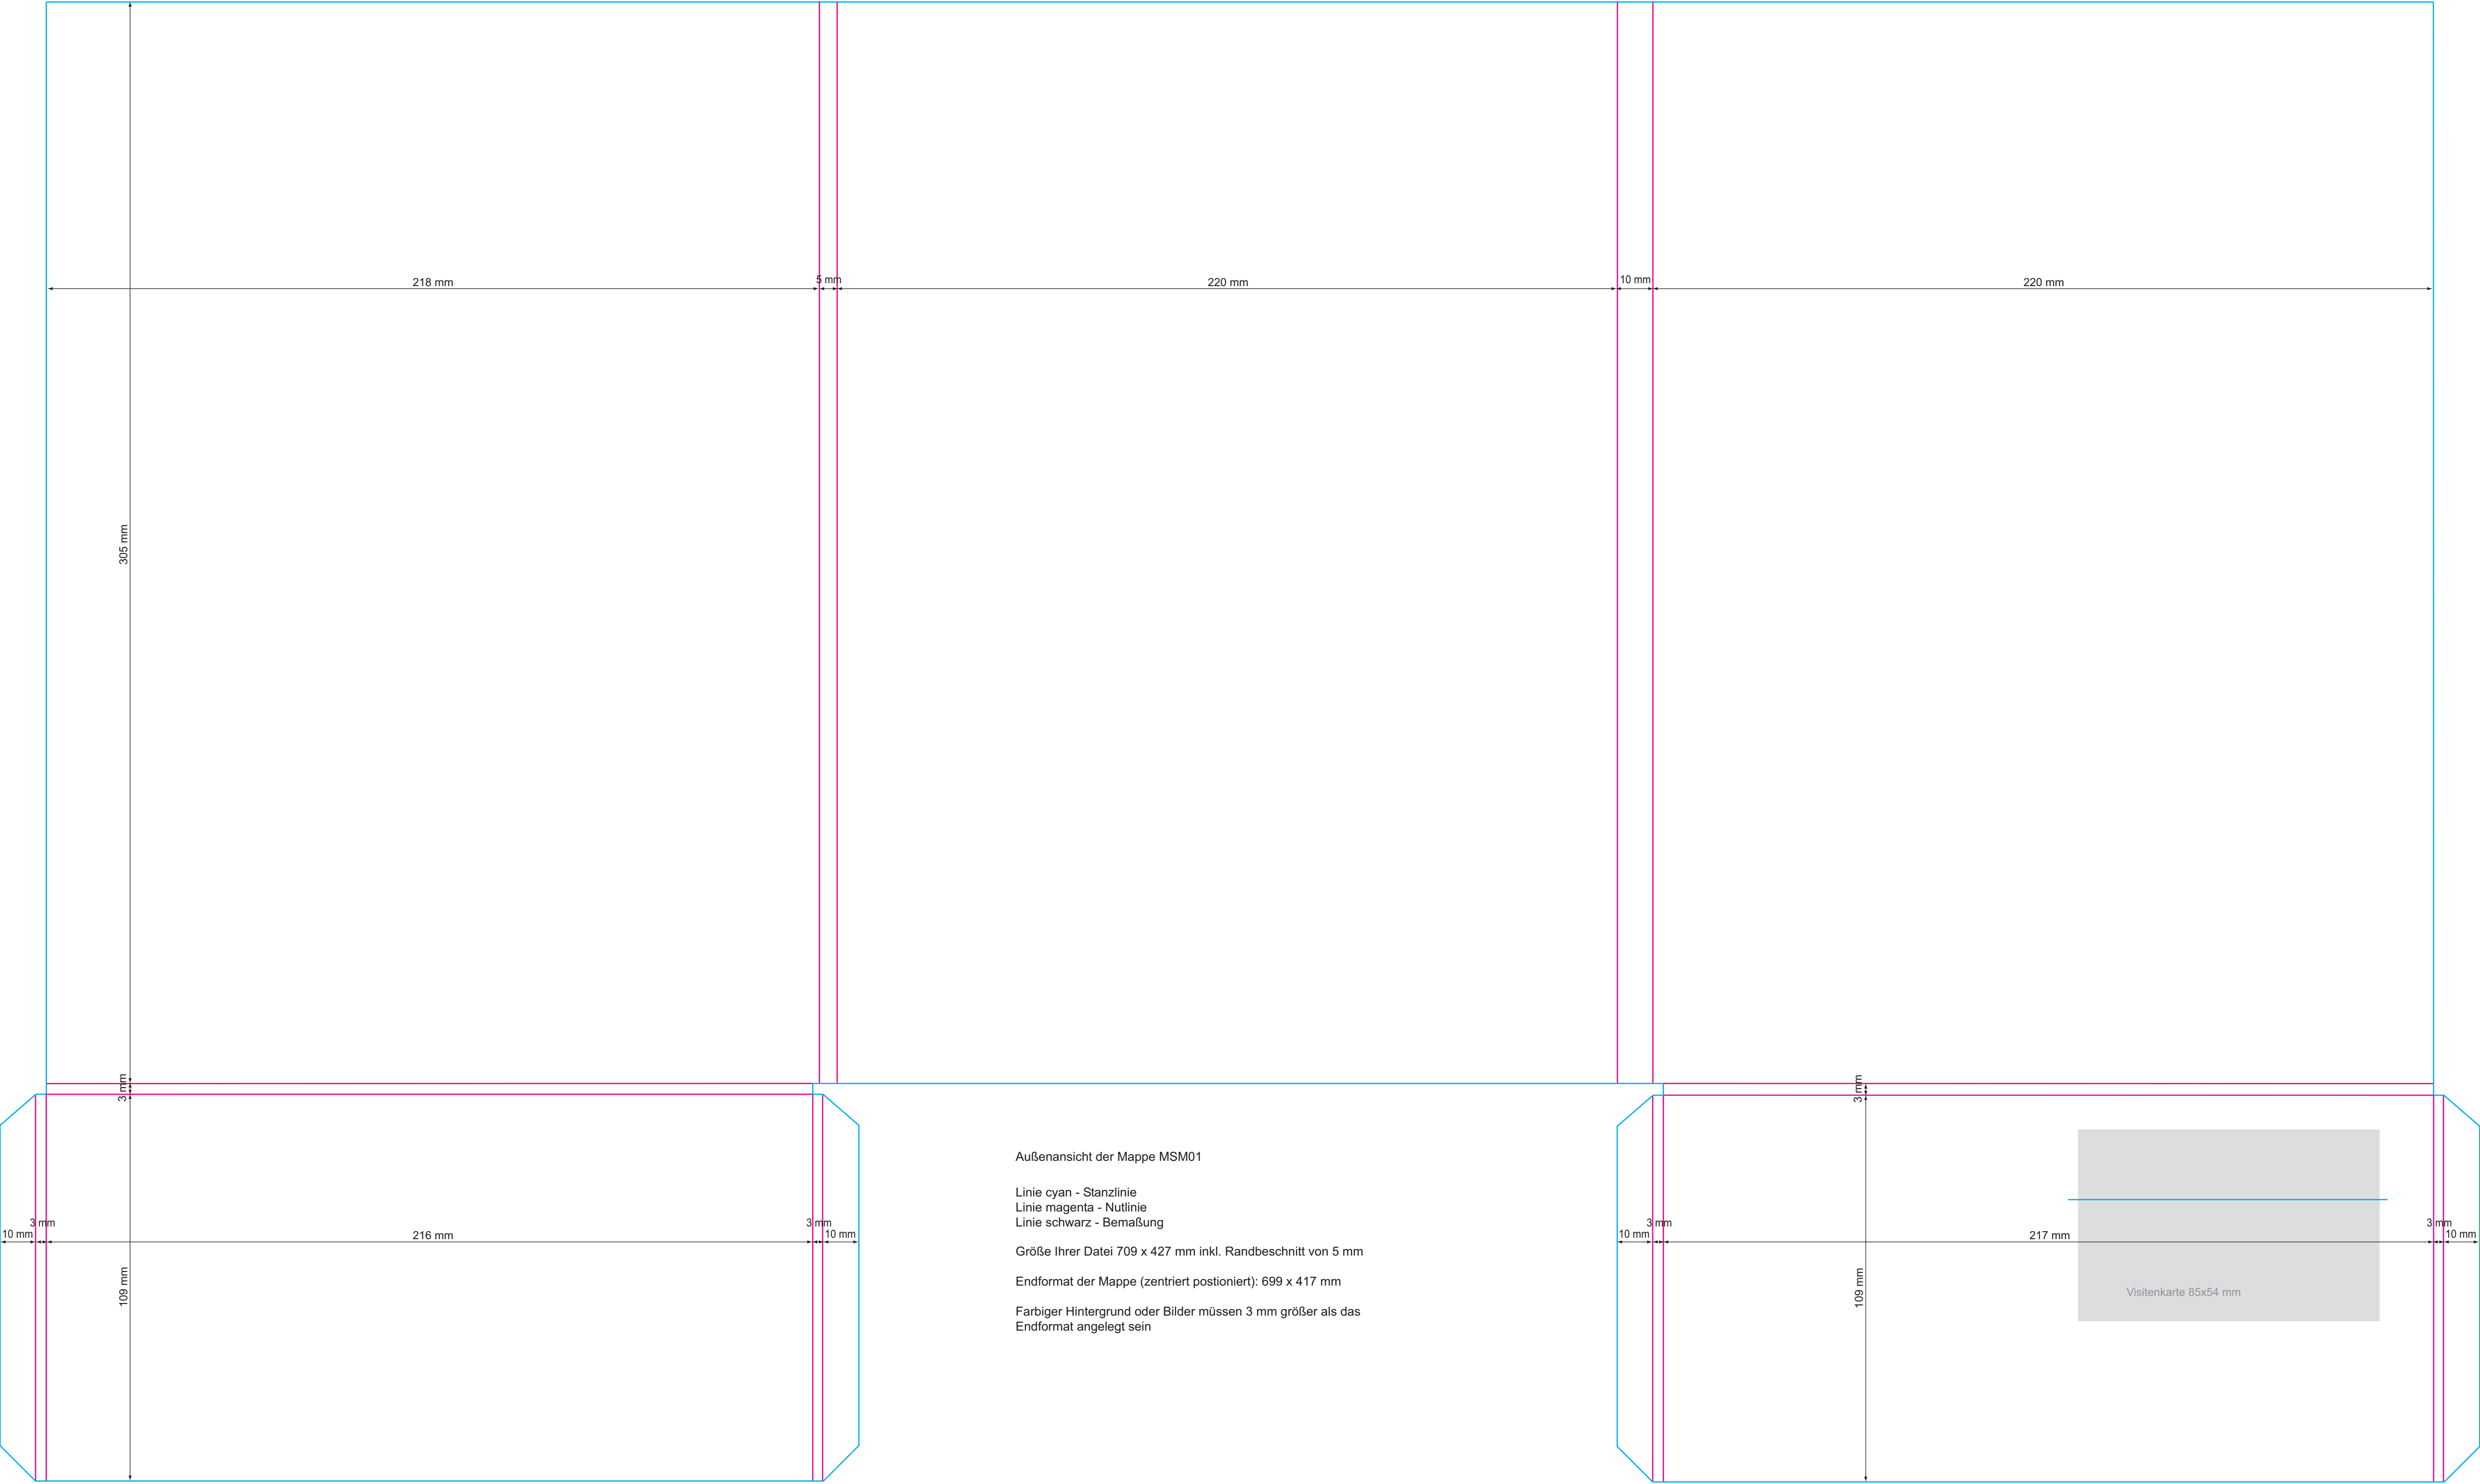 218 mm
5 mm
220 mm
10 mm
220 mm
305 mm
3 mm
3 mm
10 mm
3 mm
216 mm
3 mm
10 mm
109 mm
Außenansicht der Mappe MSM01
Linie cyan - Stanzlinie
Linie magenta - Nutlinie
Linie schwarz - Bemaßung
Größe Ihrer Datei 709 x 427 mm inkl. Randbeschnitt von 5 mm
Endformat der Mappe (zentriert postioniert): 699 x 417 mm
Farbiger Hintergrund oder Bilder müssen 3 mm größer als das
Endformat angelegt sein
10 mm
3 mm
217 mm
3 mm
10 mm
109 mm
Visitenkarte 85x54 mm